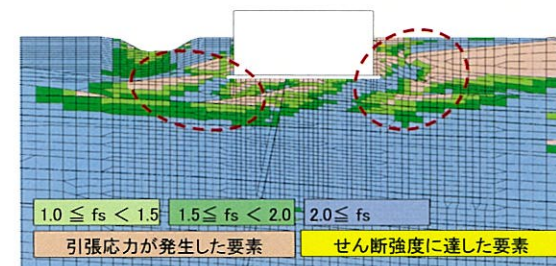 1.0 ≦ fs < 1.5
1.5≦ fs < 2.0
2.0≦ fs
引張応力が発生した要素
せん断強度に達した要素